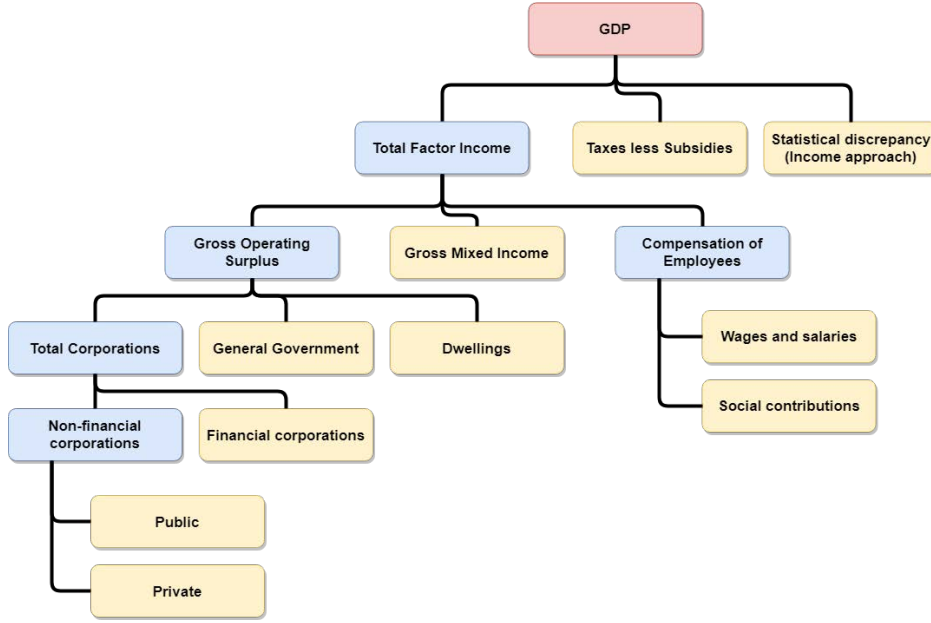 GDP
Total Factor Income
Taxes less Subsidies
Statistical discrepancy
(Income approach)
Gross Operating
Surplus
Gross Mixed Income
Compensation of
Employees
Total Corporations
General Government
Dwellings
Wages and salaries
Social contributions
Non-financial
corporations
Financial corporations
Public
Private